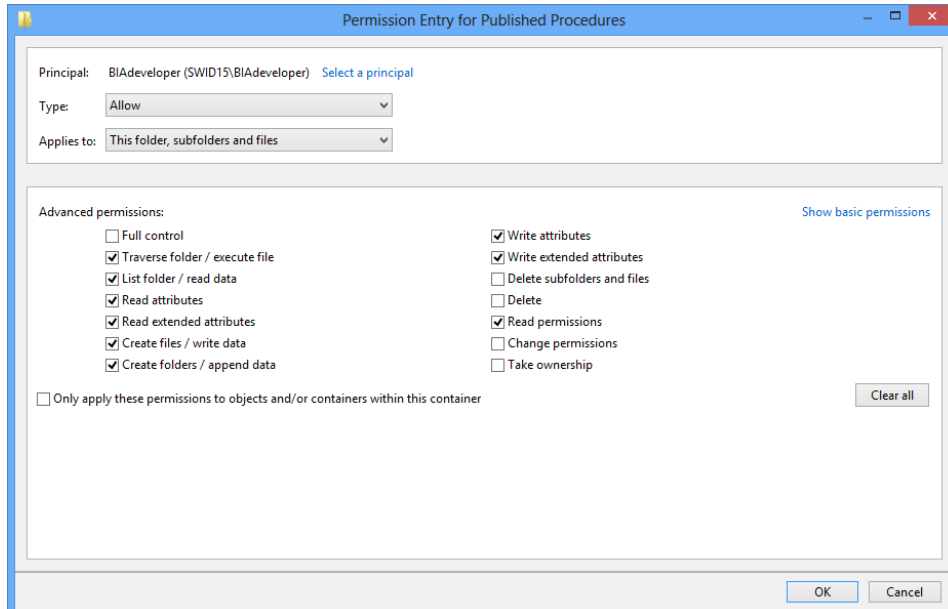 Permission Entry for Published Procedures
Principal: BIAdeveloper (SWID15\BIAdeveloper) Select a principal
Type: Allow
Applies to: This folder, subfolders and files
Advanced permissions: Show basic permissions
Full control
Traverse folder / execute file
List folder / read data
Read attributes
Read extended attributes
Create files / write data
Create folders / append data
Write attributes
Write extended attributes
Delete subfolders and files
Delete
Read permissions
Change permissions
Take ownership
Only apply these permissions to objects and/or containers within this container
Clear all
OK Cancel